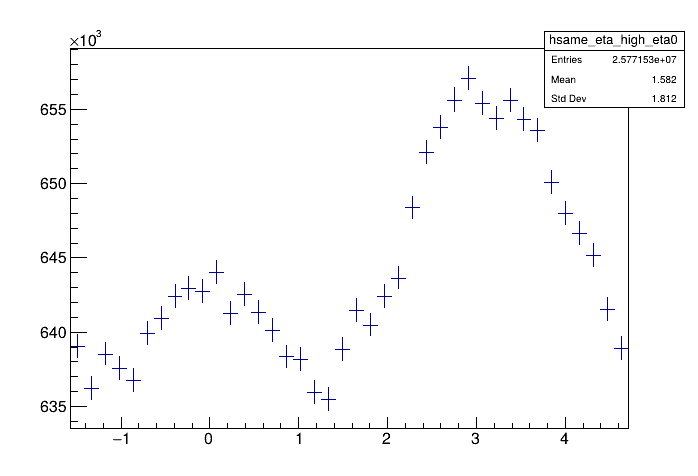 ×10³
hsame_eta_high_eta0
Entries 2.577153e+07
Mean 1.582
Std Dev 1.812
655
650
645
640
635
−1 0 1 2 3 4